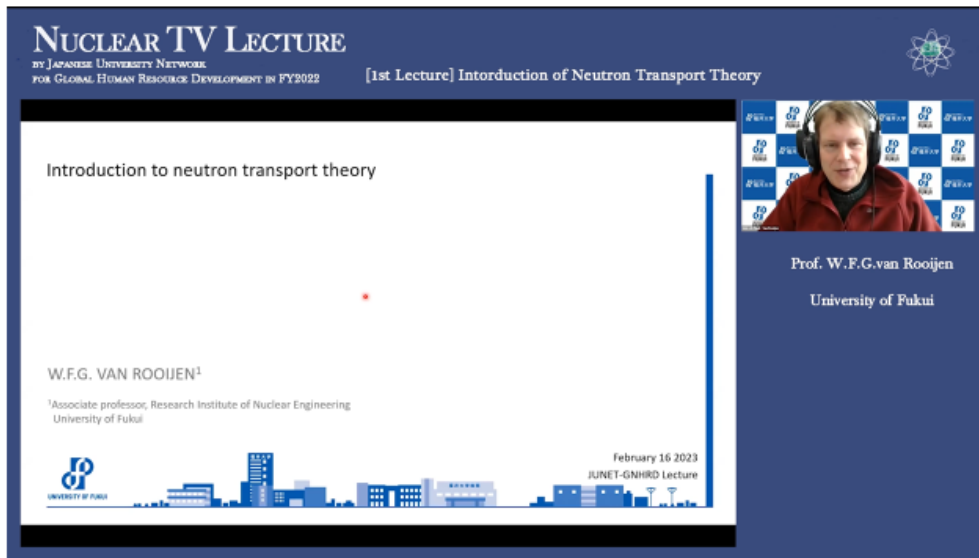 NUCLEAR TV LECTURE
BY JAPANESE UNIVERSITY NETWORK
FOR GLOBAL HUMAN RESOURCE DEVELOPMENT IN FY2022
[1st Lecture] Intorduction of Neutron Transport Theory
Introduction to neutron transport theory
W.F.G. VAN ROOIJEN¹
¹Associate professor, Research Institute of Nuclear Engineering
University of Fukui
February 16 2023
JUNET-GNHRD Lecture
UNIVERSITY OF FUKUI
Prof. W.F.G.van Rooijen
University of Fukui